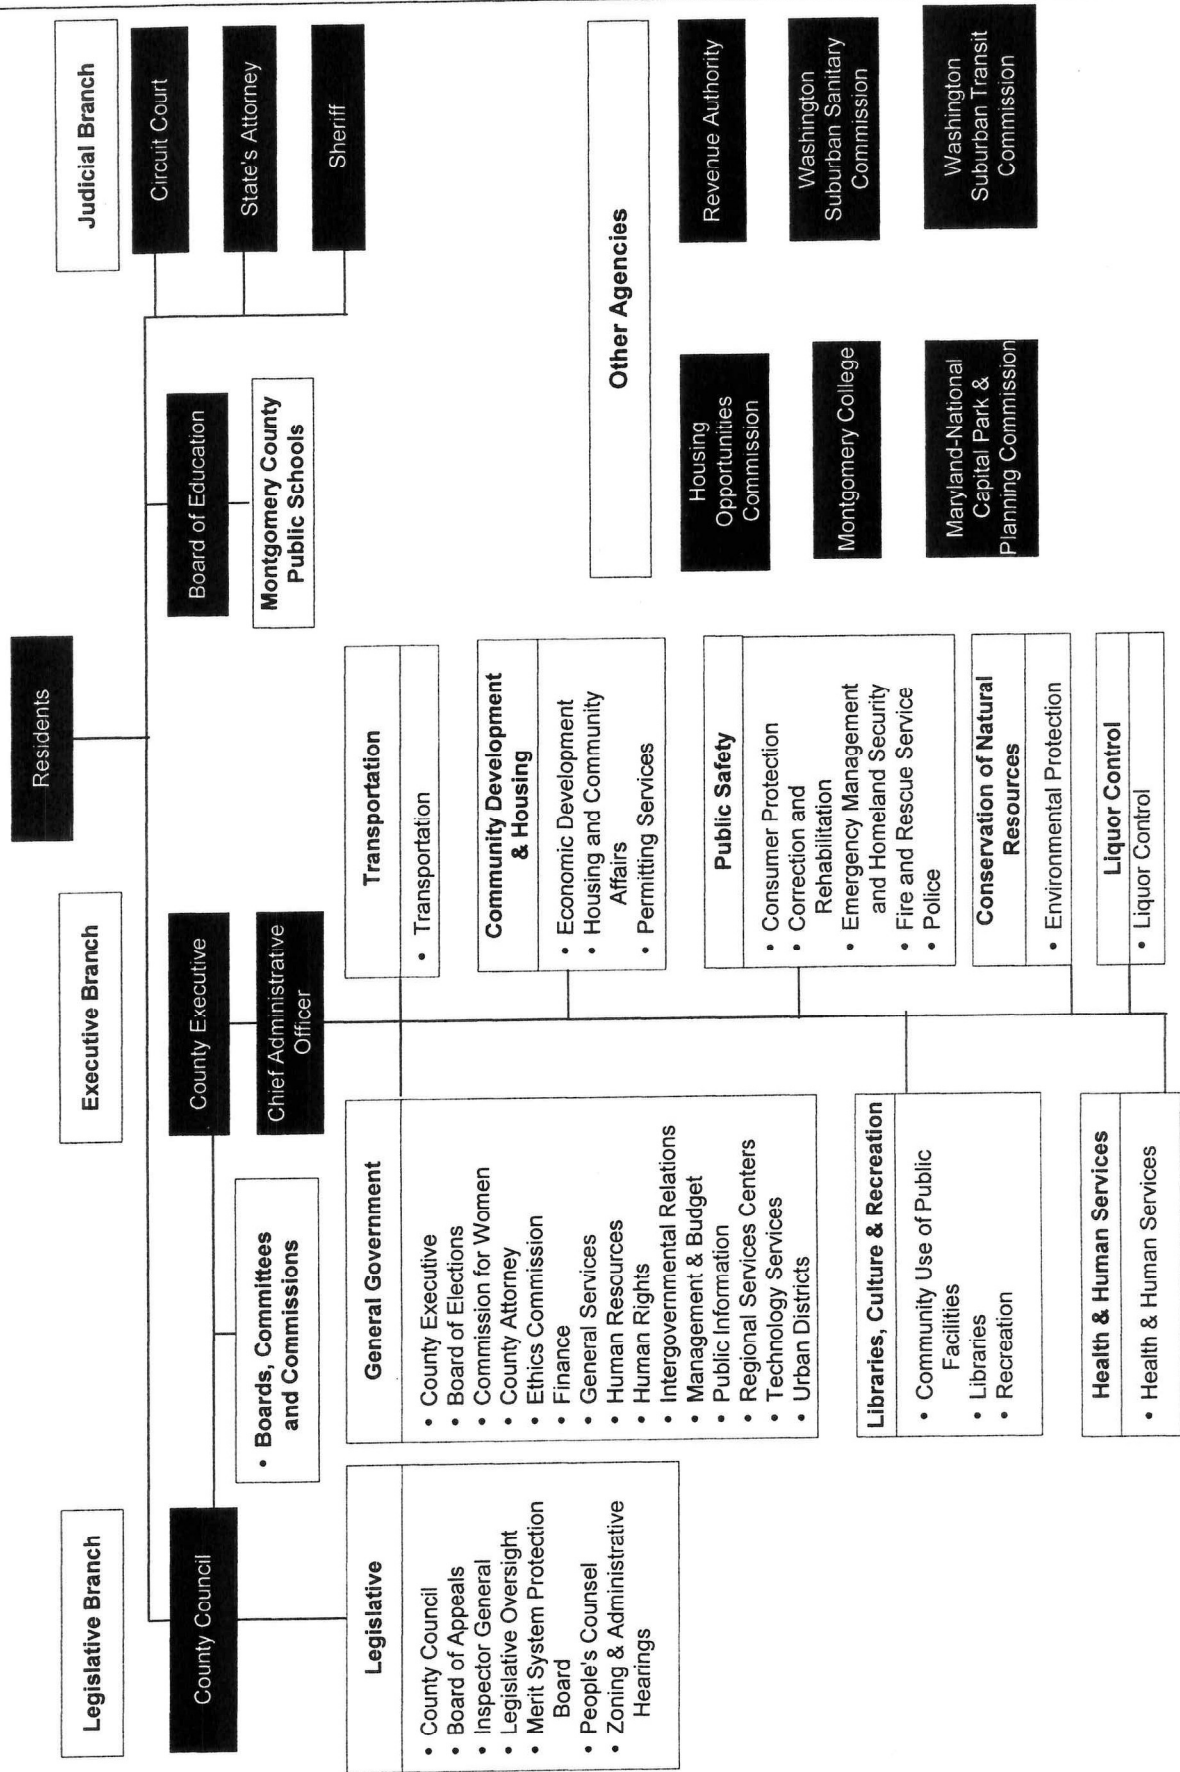 Residents
Legislative Branch
Executive Branch
Judicial Branch
County Council
County Executive
Board of Education
Circuit Court
State's Attorney
Sheriff
• Boards, Committees
and Commissions
Chief Administrative
Officer
Montgomery County
Public Schools
Legislative
• County Council
• Board of Appeals
• Inspector General
• Legislative Oversight
• Merit System Protection
Board
• People's Counsel
• Zoning & Administrative
Hearings
General Government
• County Executive
• Board of Elections
• Commission for Women
• County Attorney
• Ethics Commission
• Finance
• General Services
• Human Resources
• Human Rights
• Intergovernmental Relations
• Management & Budget
• Public Information
• Regional Services Centers
• Technology Services
• Urban Districts
Libraries, Culture & Recreation
• Community Use of Public
Facilities
• Libraries
• Recreation
Health & Human Services
• Health & Human Services
Transportation
• Transportation
Community Development
& Housing
• Economic Development
• Housing and Community
Affairs
• Permitting Services
Public Safety
• Consumer Protection
• Correction and
Rehabilitation
• Emergency Management
and Homeland Security
• Fire and Rescue Service
• Police
Conservation of Natural
Resources
• Environmental Protection
Liquor Control
• Liquor Control
Other Agencies
Housing
Opportunities
Commission
Revenue Authority
Montgomery College
Washington
Suburban Sanitary
Commission
Maryland-National
Capital Park &
Planning Commission
Washington
Suburban Transit
Commission